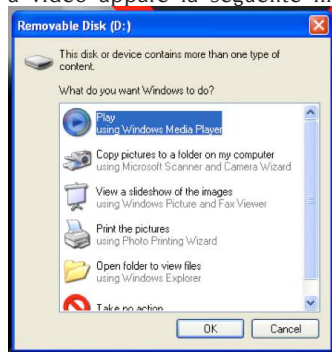 a video appare la seguente
Removable Disk (D:)
This disk or device contains more than one type of
content.
What do you want Windows to do?
Play
using Windows Media Player
Copy pictures to a folder on my computer
using Microsoft Scanner and Camera Wizard
View a slideshow of the images
using Windows Picture and Fax Viewer
Print the pictures
using Photo Printing Wizard
Open folder to view files
using Windows Explorer
Take no action
OK
Cancel